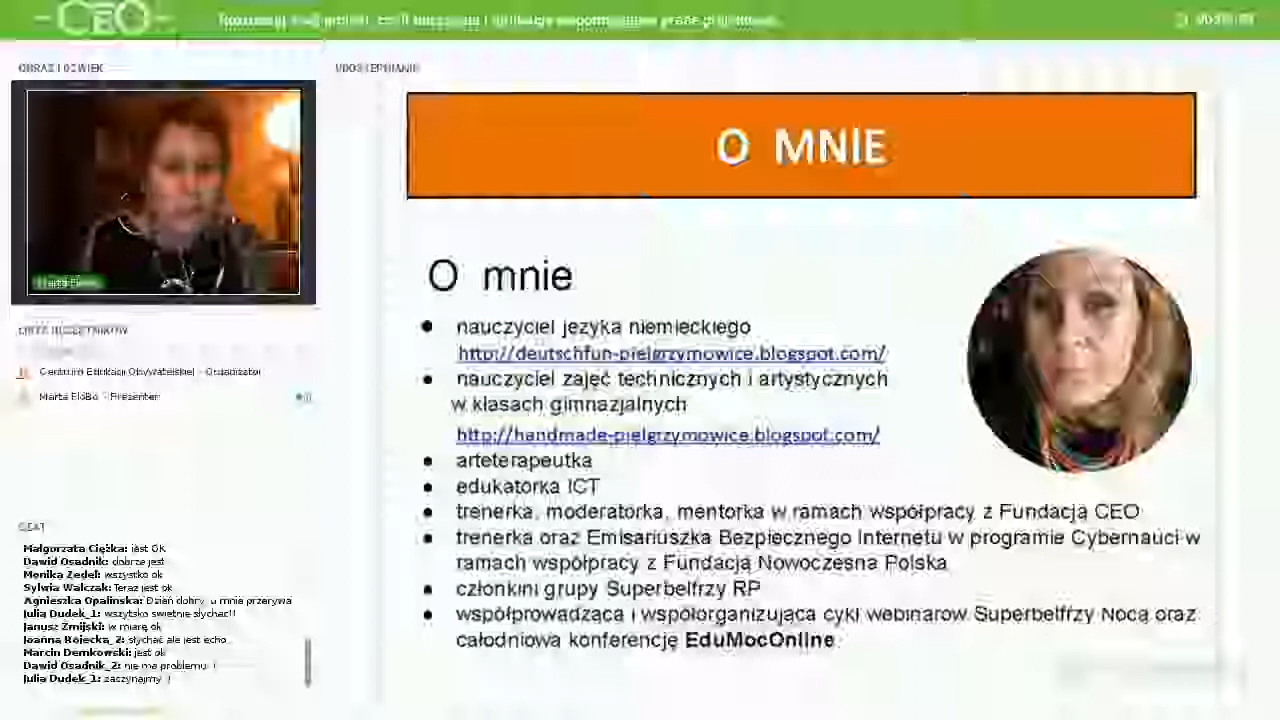 CEO
OBRAZ I DŹWIĘK
UDOSTĘPNIANIE
O MNIE
O mnie
nauczyciel języka niemieckiego
http://deutschfun-pielgrzymowice.blogspot.com/
nauczyciel zajęć technicznych i artystycznych
w klasach gimnazjalnych
http://handmade-pielgrzymowice.blogspot.com/
arteterapeutka
edukatorka ICT
trenerka, moderatorka, mentorka w ramach współpracy z Fundacją CEO
trenerka oraz Emisariuszka Bezpiecznego Internetu w programie Cybernauci w
ramach współpracy z Fundacją Nowoczesna Polska
członkini grupy Superbelfrzy RP
współprowadząca i współorganizująca cykl webinarów Superbelfrzy Nocą oraz
całodniową konferencję EduMocOnline
LISTA UCZESTNIKÓW
Centrum Edukacji Obywatelskiej - Organizator
Marta - Presenter
CZAT
Małgorzata Ciężka: jest OK
Dawid Osadnik: dobrze jest
Monika Zedel: wszystko ok
Sylwia Walczak: Teraz jest ok
Agnieszka Opalinska: Dzień dobry, u mnie przerywa
Julia Dudek_1: wszytsko swietnie slychac!!
Janusz Żmijski: w miarę ok
Joanna Rojecka_2: słychać ale jest echo
Marcin Demkowski: jest ok
Dawid Osadnik_2: nie ma problemu :)
Julia Dudek_1: zaczynajmy :)